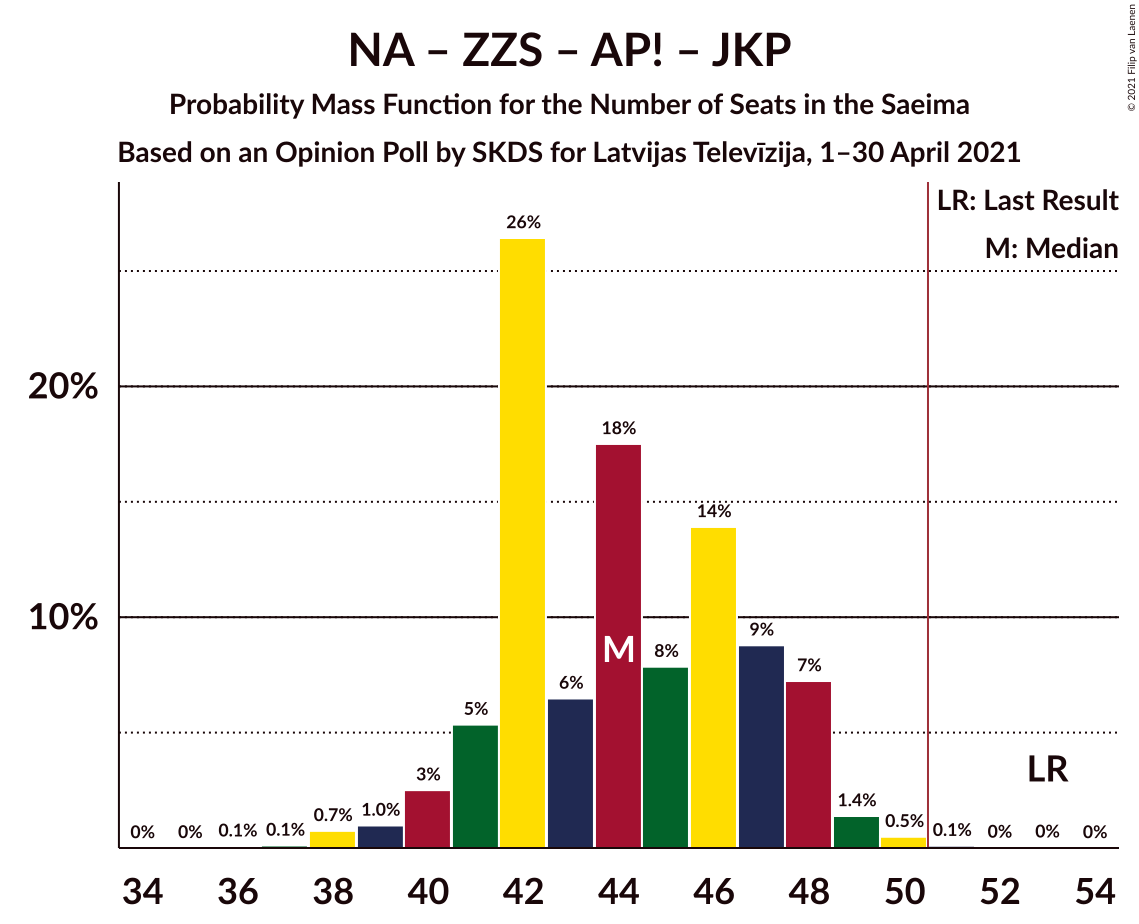 NA – ZZS – AP! – JKP
Probability Mass Function for the Number of Seats in the Saeima
Based on an Opinion Poll by SKDS for Latvijas Televīzija, 1–30 April 2021
© 2021 Filip van Laenen
LR: Last Result
M: Median
20%
10%
0% 0% 0.1% 0.1% 0.7% 1.0% 3% 5% 26% 6% 18% 8% 14% 9% 7% 1.4% 0.5% 0.1% 0% 0% 0%
M
LR
34 36 38 40 42 44 46 48 50 52 54